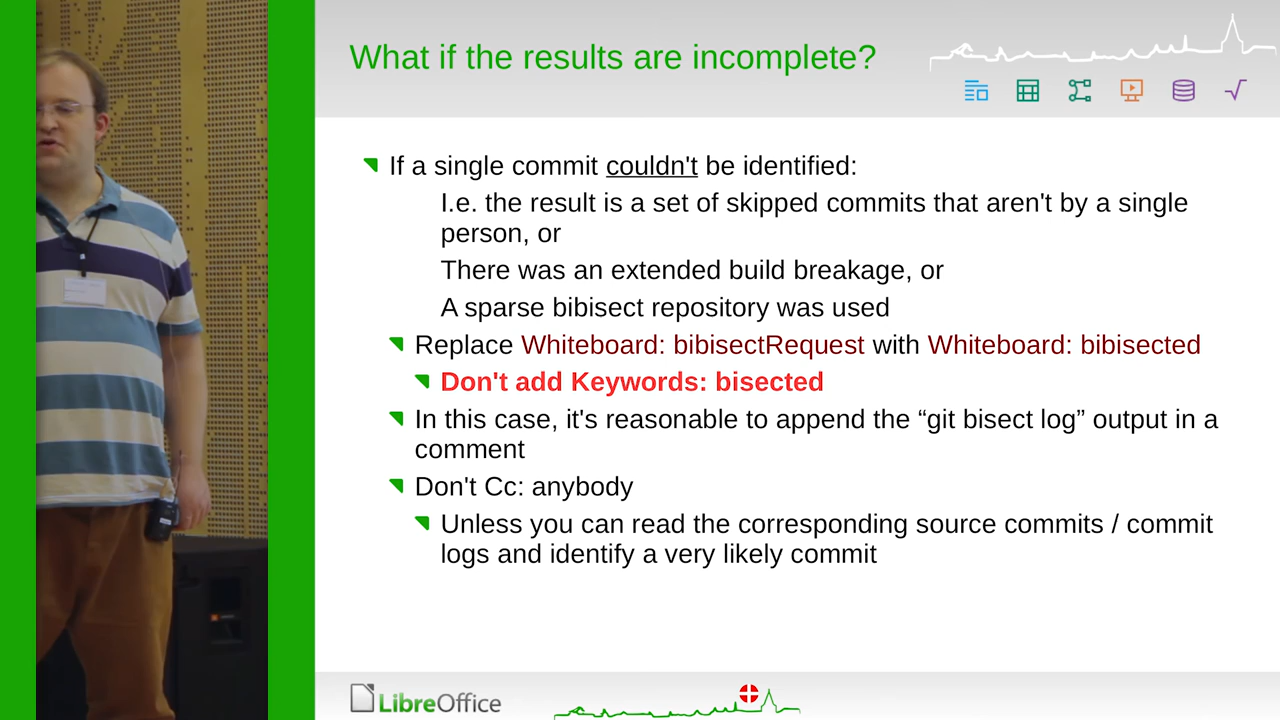 What if the results are incomplete?
If a single commit couldn't be identified:
I.e. the result is a set of skipped commits that aren't by a single
person, or
There was an extended build breakage, or
A sparse bibisect repository was used
Replace Whiteboard: bibisectRequest with Whiteboard: bibisected
Don't add Keywords: bisected
In this case, it's reasonable to append the “git bisect log” output in a
comment
Don't Cc: anybody
Unless you can read the corresponding source commits / commit
logs and identify a very likely commit
LibreOffice